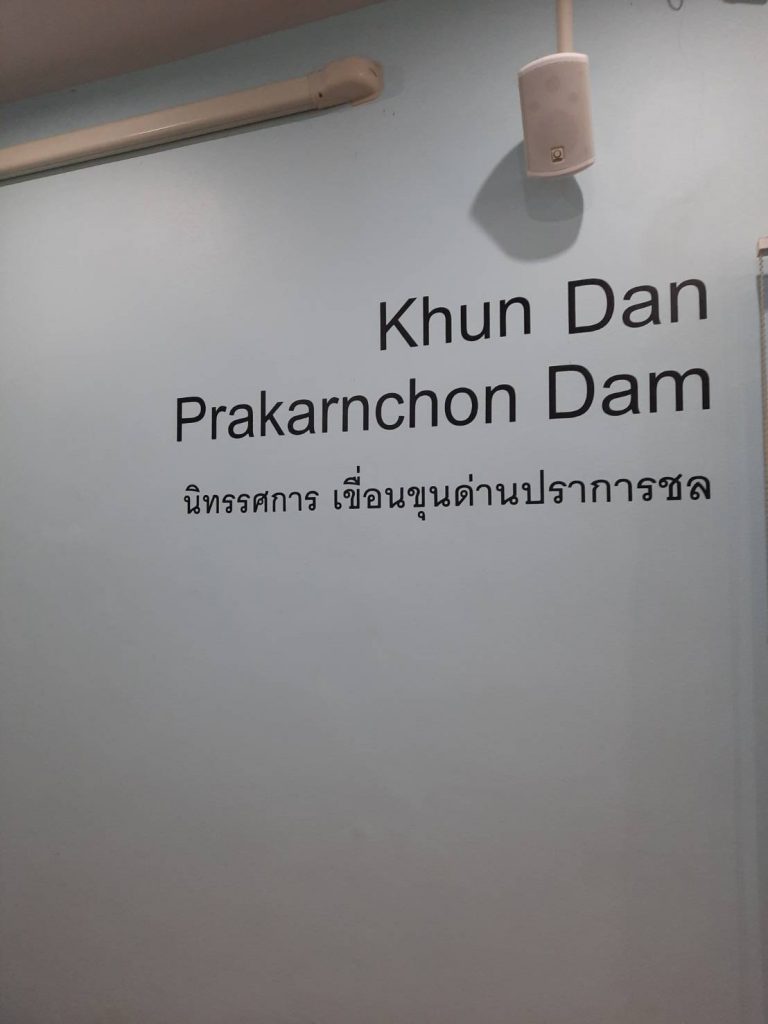 Khun Dan
Prakarnchon Dam
นิทรรศการ เขื่อนขุนด่านปราการชล